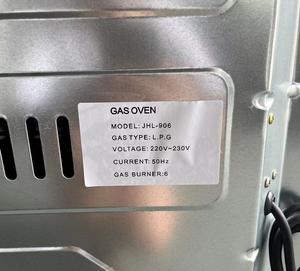 GAS OVEN
MODEL: JHL-906
GAS TYPE: L.P.G
VOLTAGE: 220V~230V
CURRENT: 50Hz
GAS BURNER:6